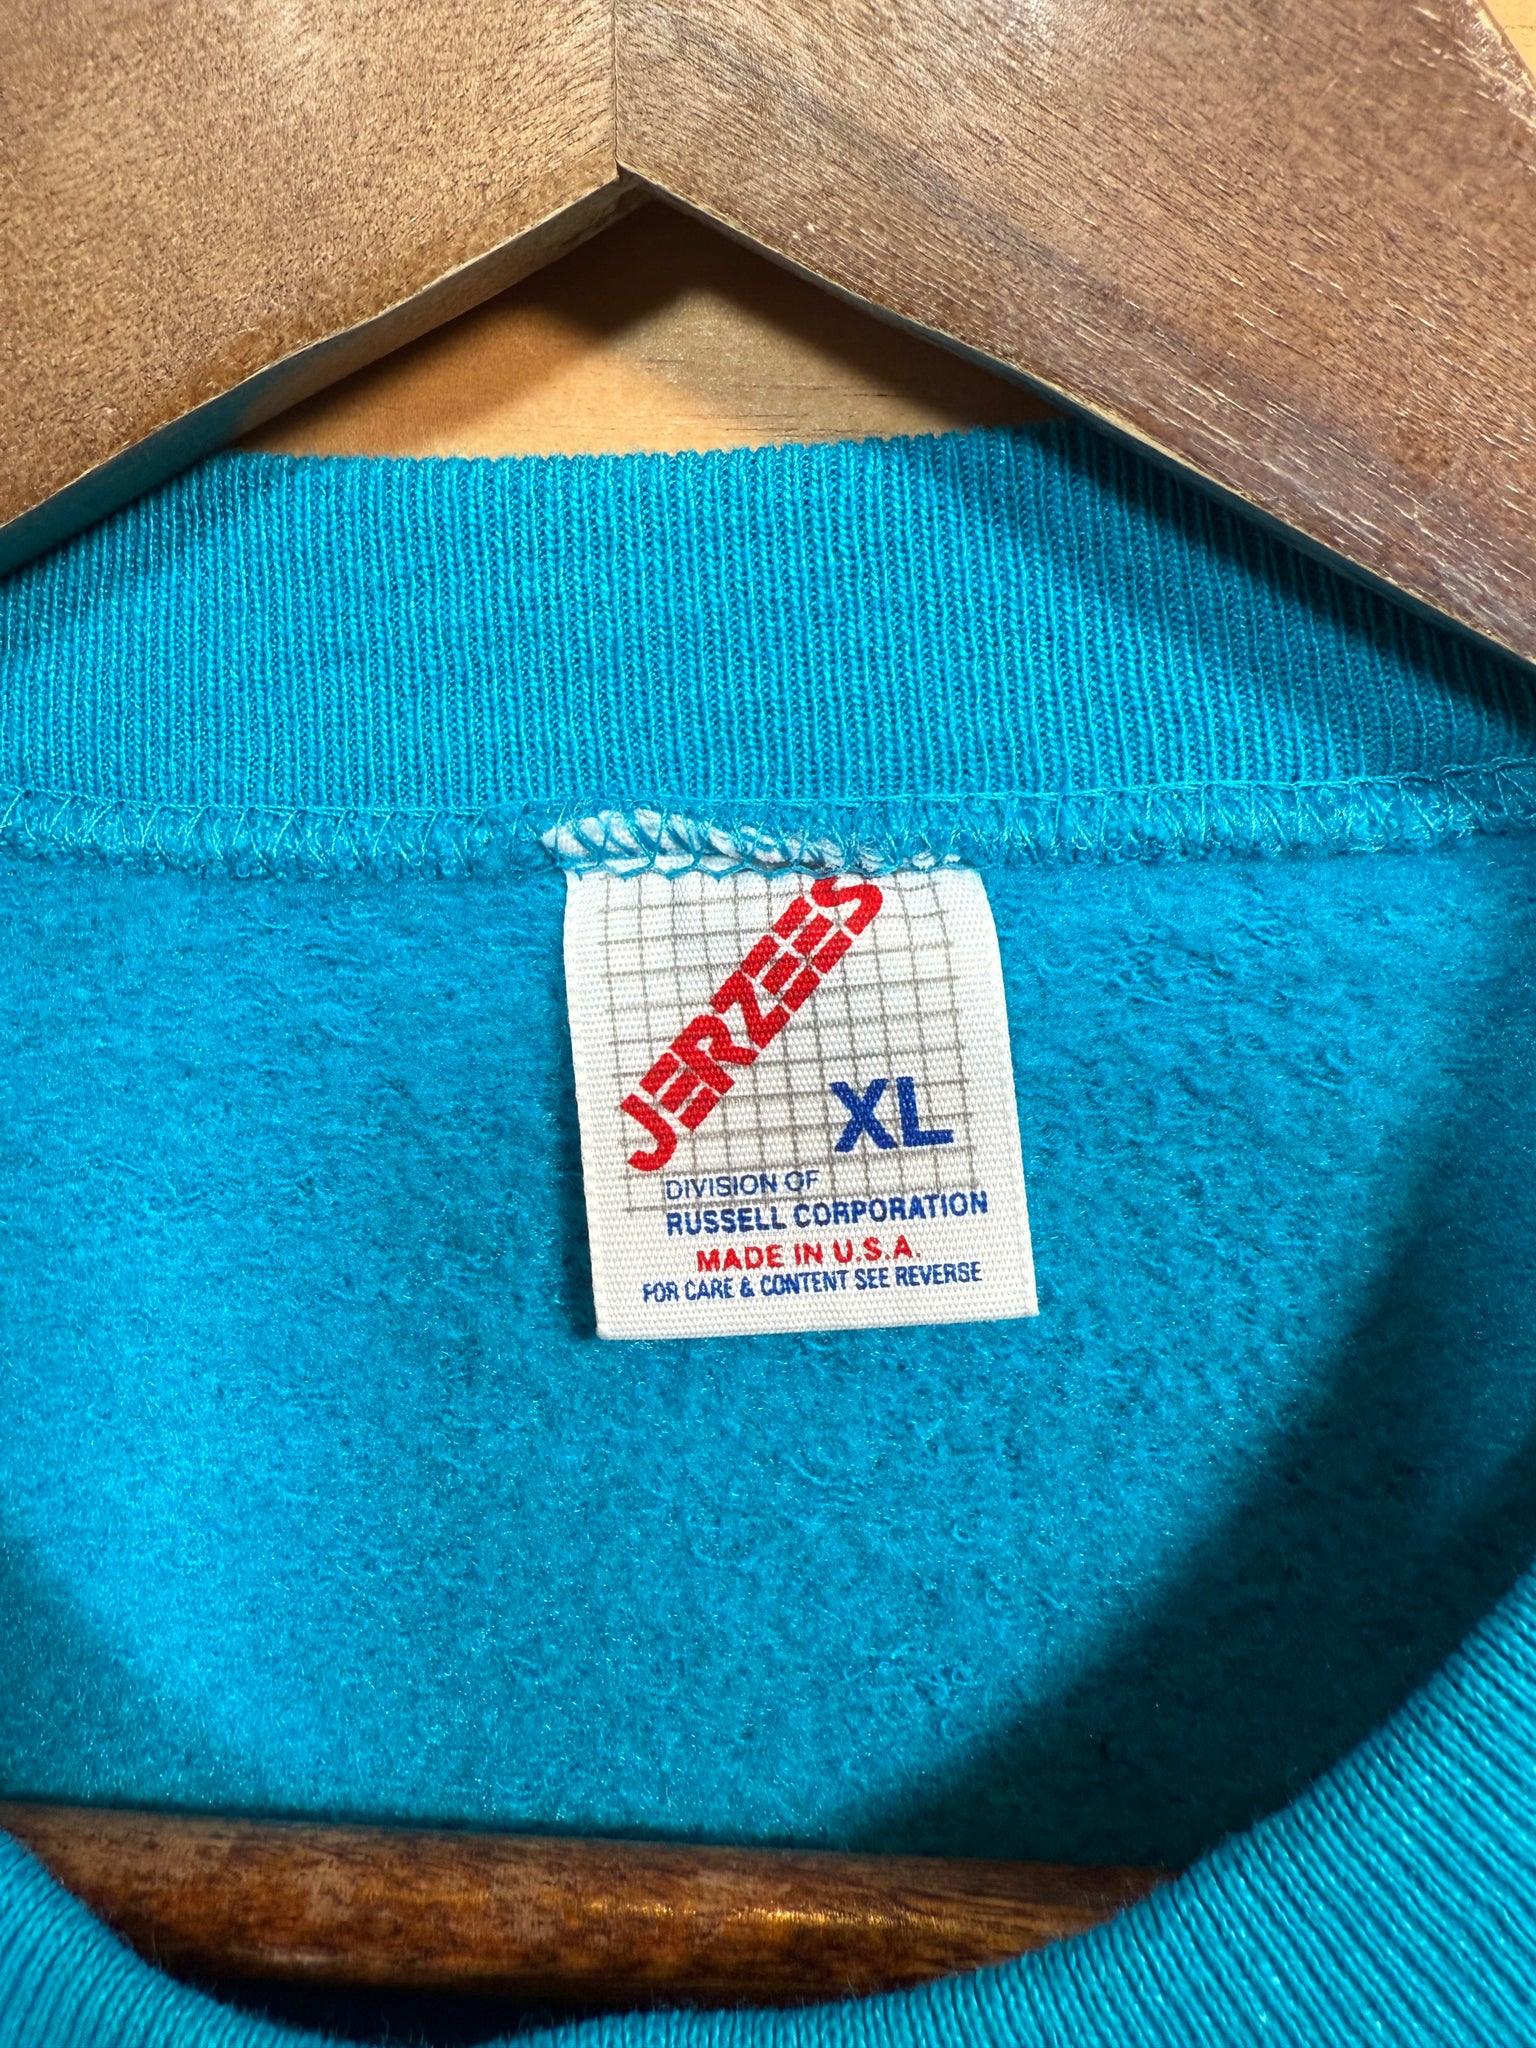 JERZEES
XL
DIVISION OF
RUSSELL CORPORATION
MADE IN U.S.A.
FOR CARE & CONTENT SEE REVERSE